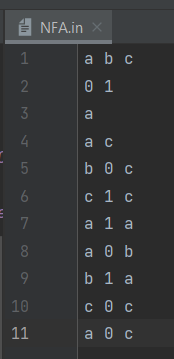 NFA.in
1 a b c
2 0 1
3 a
4 a c
5 b 0 c
6 c 1 c
7 a 1 a
8 a 0 b
9 b 1 a
10 c 0 c
11 a 0 c